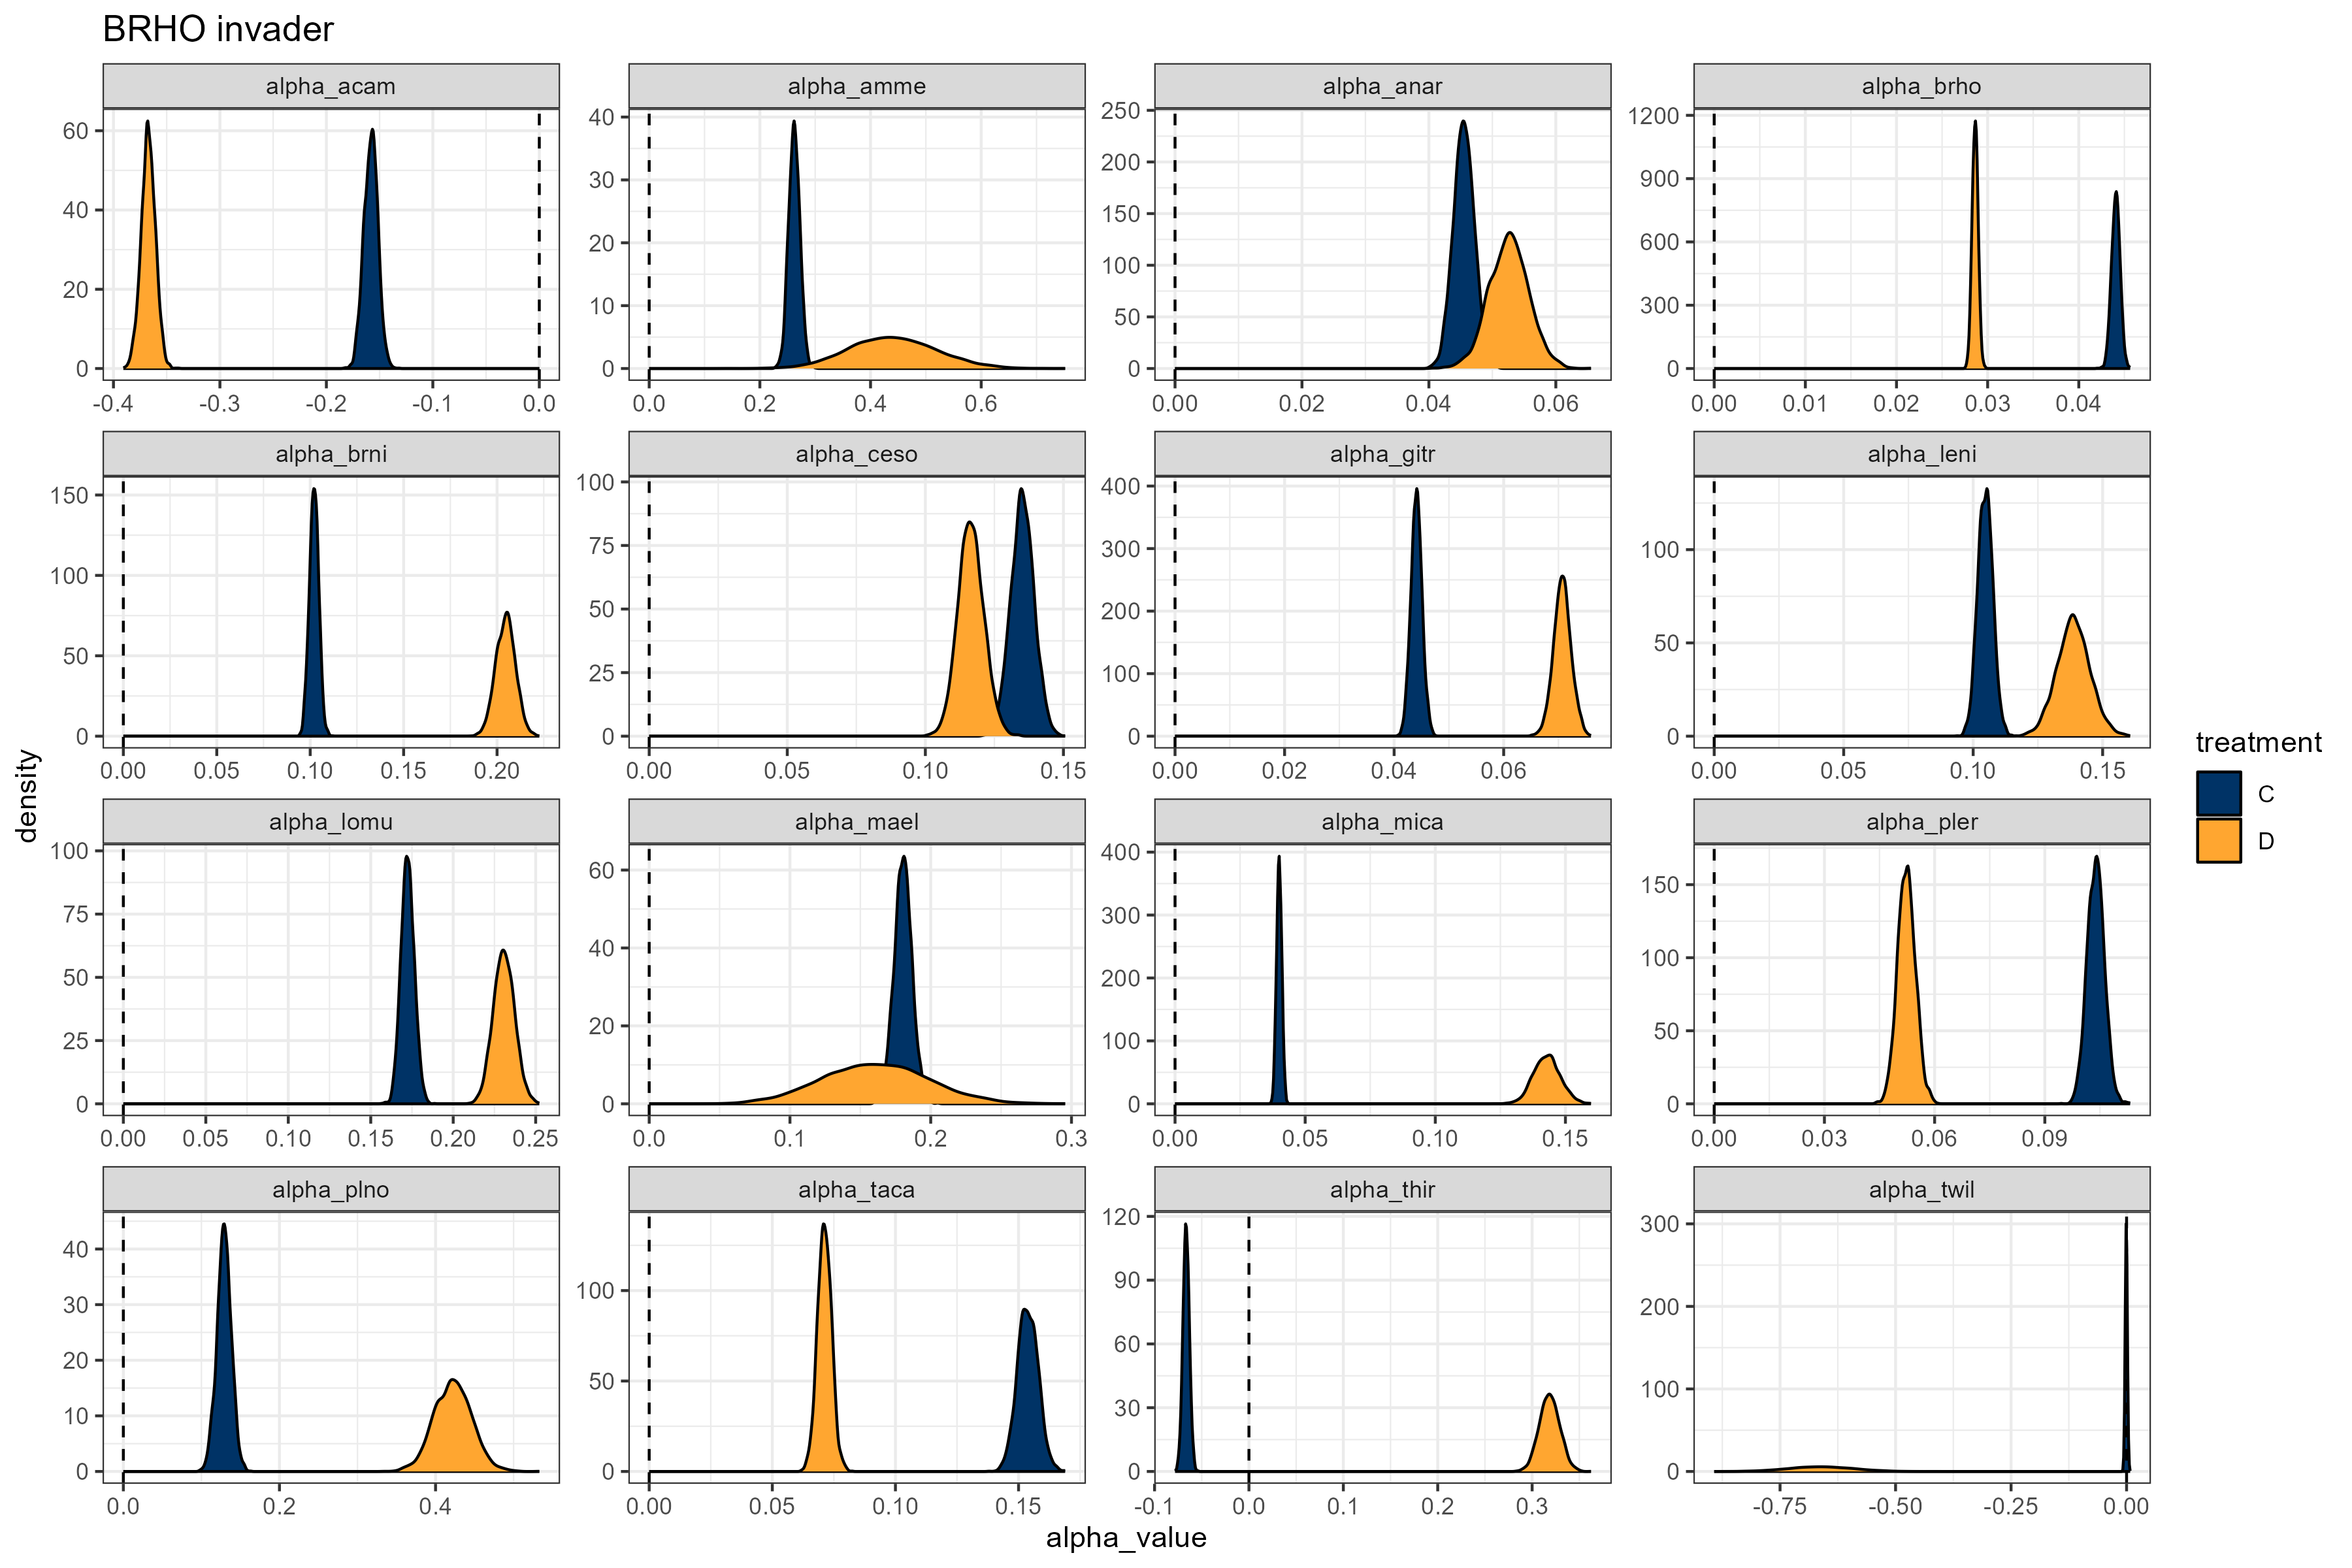 BRHO invader
alpha_acam alpha_amme alpha_anar alpha_brho
60 40 20 0
-0.4 -0.3 -0.2 -0.1 0.0
40 30 20 10 0
0.0 0.2 0.4 0.6
250 200 150 100 50 0
0.00 0.02 0.04 0.06
1200 900 600 300 0
0.00 0.01 0.02 0.03 0.04
alpha_brni alpha_ceso alpha_gitr alpha_leni
150 100 50 0
0.00 0.05 0.10 0.15 0.20
100 75 50 25 0
0.00 0.05 0.10 0.15
400 300 200 100 0
0.00 0.02 0.04 0.06
100 50 0
0.00 0.05 0.10 0.15
alpha_lomu alpha_mael alpha_mica alpha_pler
100 75 50 25 0
0.00 0.05 0.10 0.15 0.20 0.25
60 40 20 0
0.0 0.1 0.2 0.3
400 300 200 100 0
0.00 0.05 0.10 0.15
150 100 50 0
0.00 0.03 0.06 0.09
alpha_plno alpha_taca alpha_thir alpha_twil
40 30 20 10 0
0.0 0.2 0.4
100 50 0
0.00 0.05 0.10 0.15
120 90 60 30 0
-0.1 0.0 0.1 0.2 0.3
300 200 100 0
-0.75 -0.50 -0.25 0.00
density
alpha_value
treatment
C
D